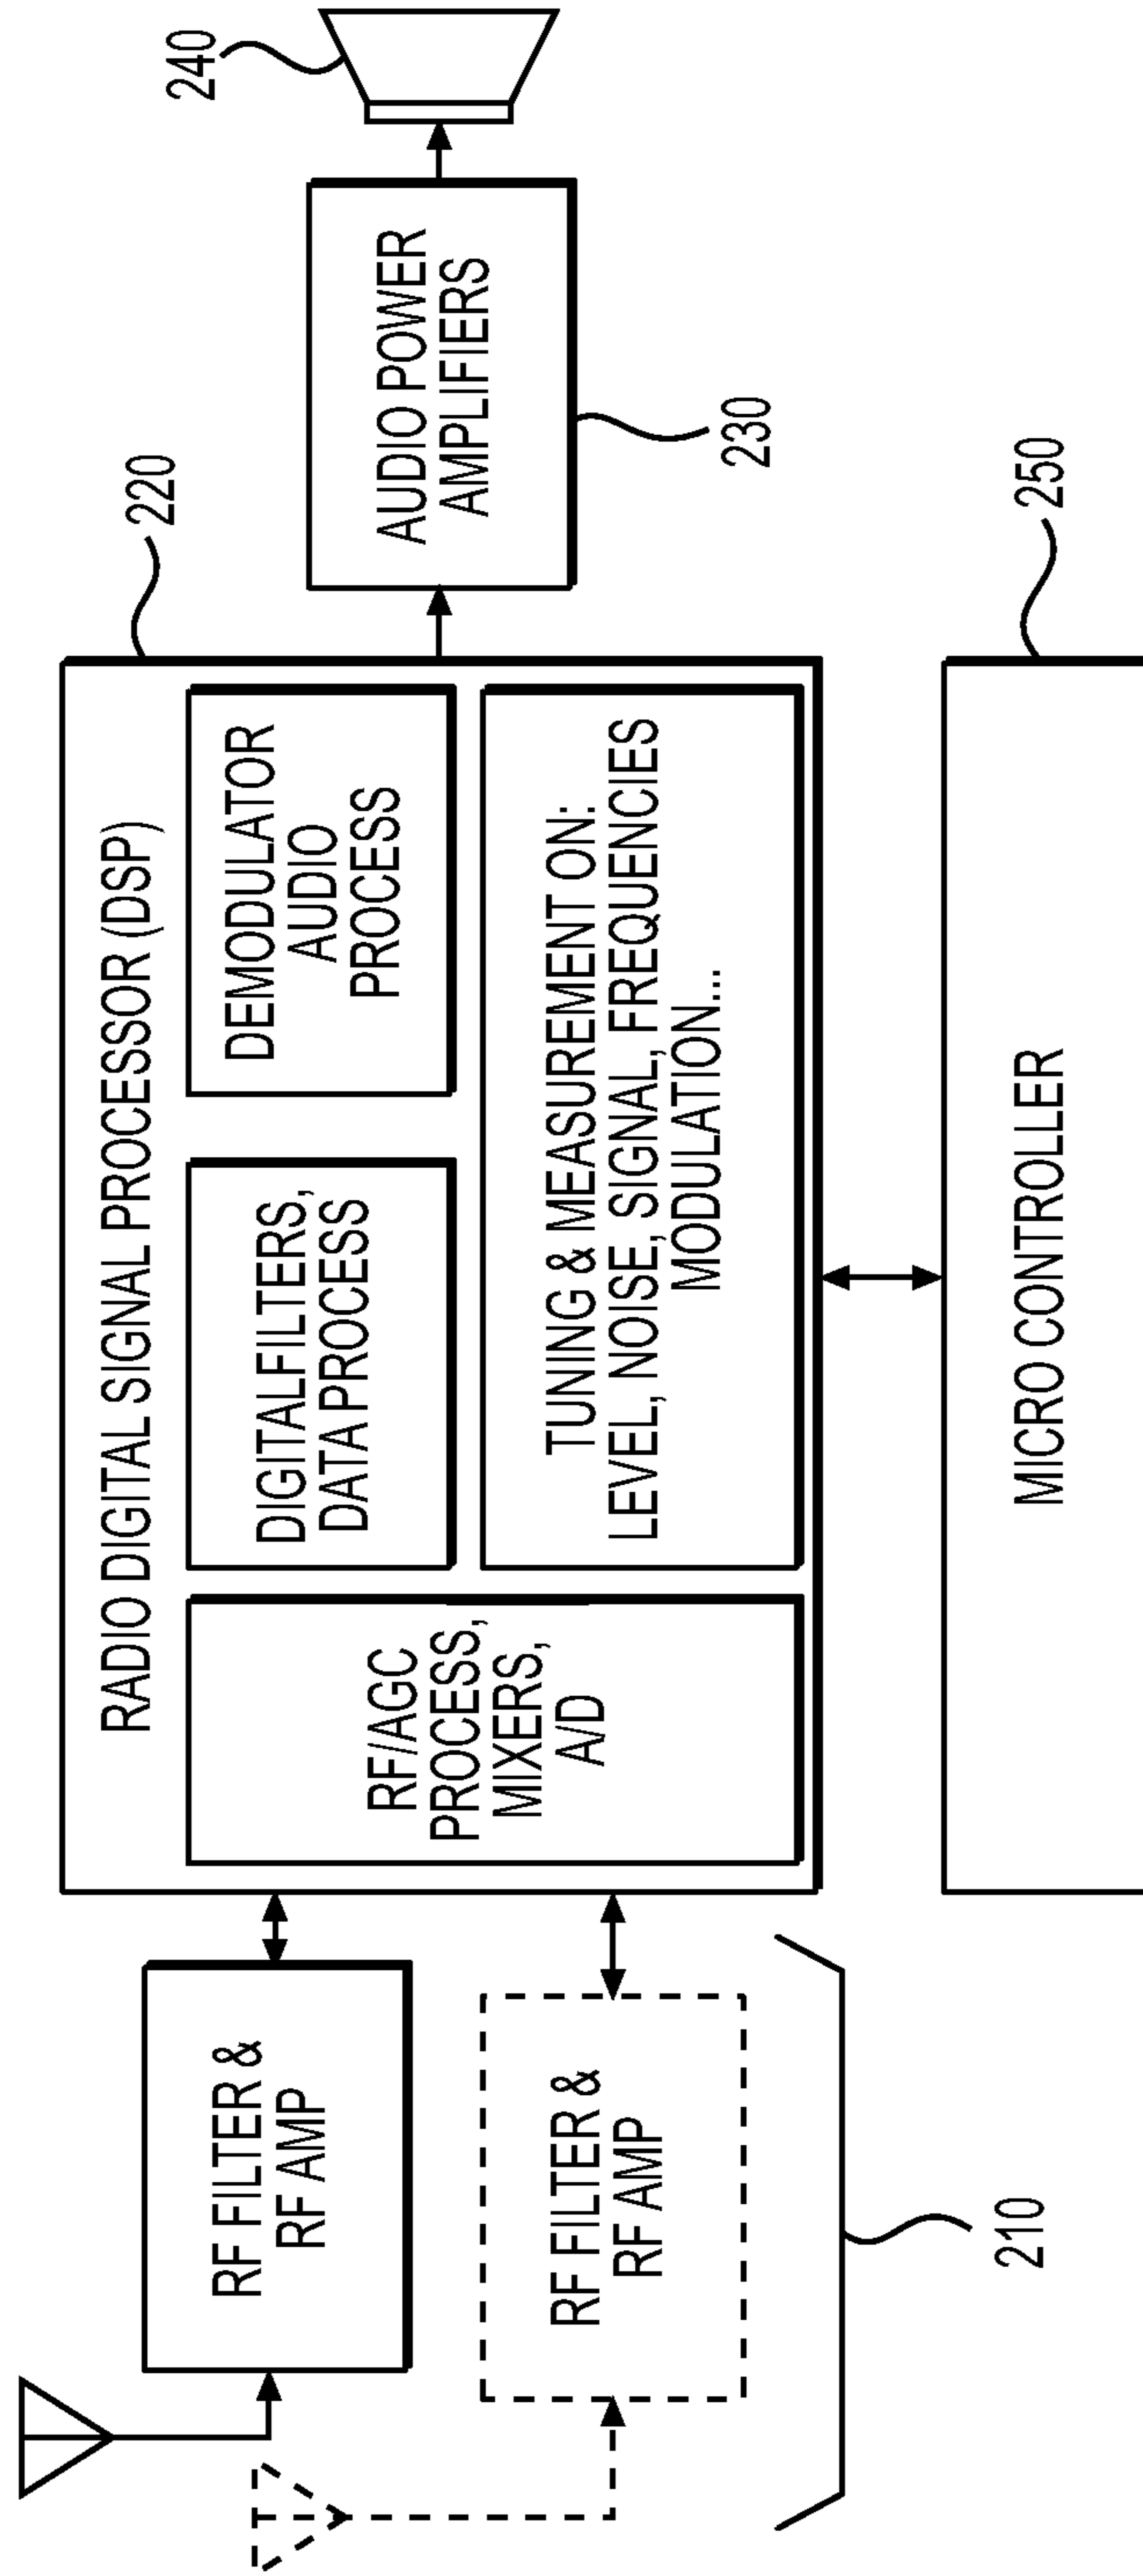 RADIO DIGITAL SIGNAL PROCESSOR (DSP)
220
240
RF FILTER &
RF AMP
RF/AGC
PROCESS,
MIXERS,
A/D
DIGITALFILTERS,
DATA PROCESS
DEMODULATOR
AUDIO
PROCESS
AUDIO POWER
AMPLIFIERS
230
RF FILTER &
RF AMP
TUNING & MEASUREMENT ON:
LEVEL, NOISE, SIGNAL, FREQUENCIES
MODULATION...
210
MICRO CONTROLLER
250